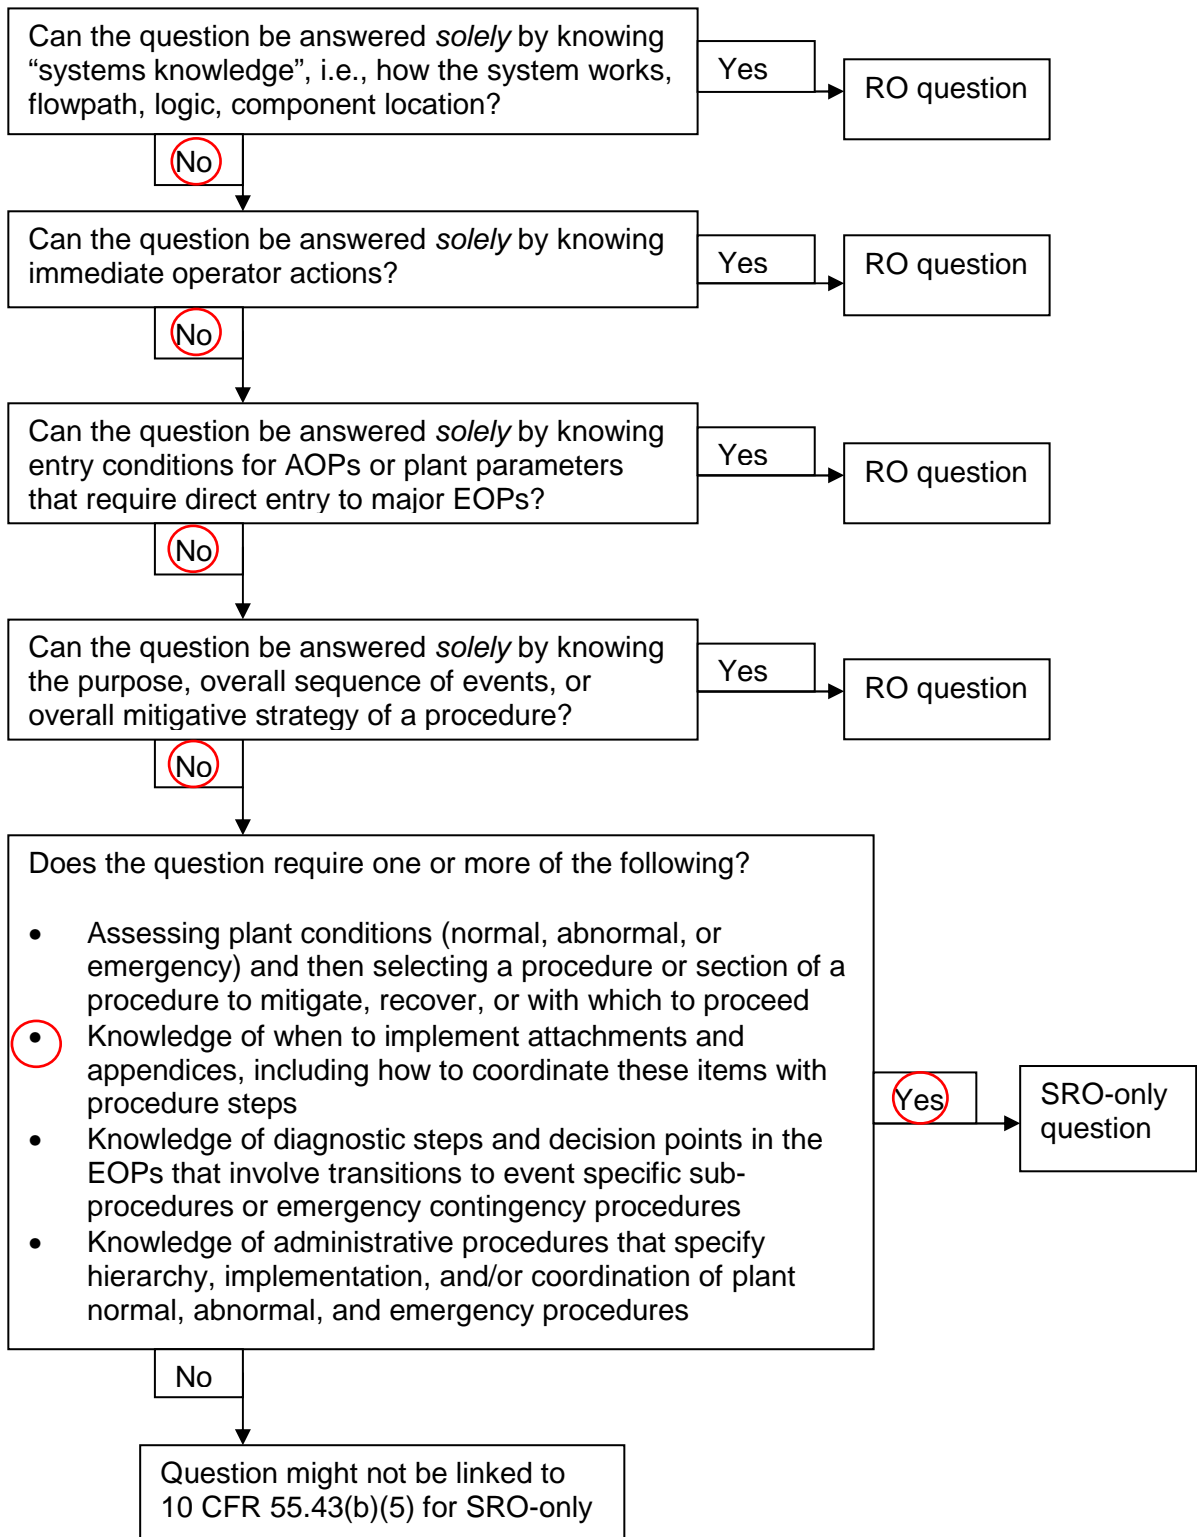 Can the question be answered solely by knowing
“systems knowledge”, i.e., how the system works,
flowpath, logic, component location?
Yes
RO question
No
Can the question be answered solely by knowing
immediate operator actions?
Yes
RO question
No
Can the question be answered solely by knowing
entry conditions for AOPs or plant parameters
that require direct entry to major EOPs?
Yes
RO question
No
Can the question be answered solely by knowing
the purpose, overall sequence of events, or
overall mitigative strategy of a procedure?
Yes
RO question
No
Does the question require one or more of the following?
• Assessing plant conditions (normal, abnormal, or
emergency) and then selecting a procedure or section of a
procedure to mitigate, recover, or with which to proceed
• Knowledge of when to implement attachments and
appendices, including how to coordinate these items with
procedure steps
• Knowledge of diagnostic steps and decision points in the
EOPs that involve transitions to event specific sub-
procedures or emergency contingency procedures
• Knowledge of administrative procedures that specify
hierarchy, implementation, and/or coordination of plant
normal, abnormal, and emergency procedures
Yes
SRO-only
question
No
Question might not be linked to
10 CFR 55.43(b)(5) for SRO-only